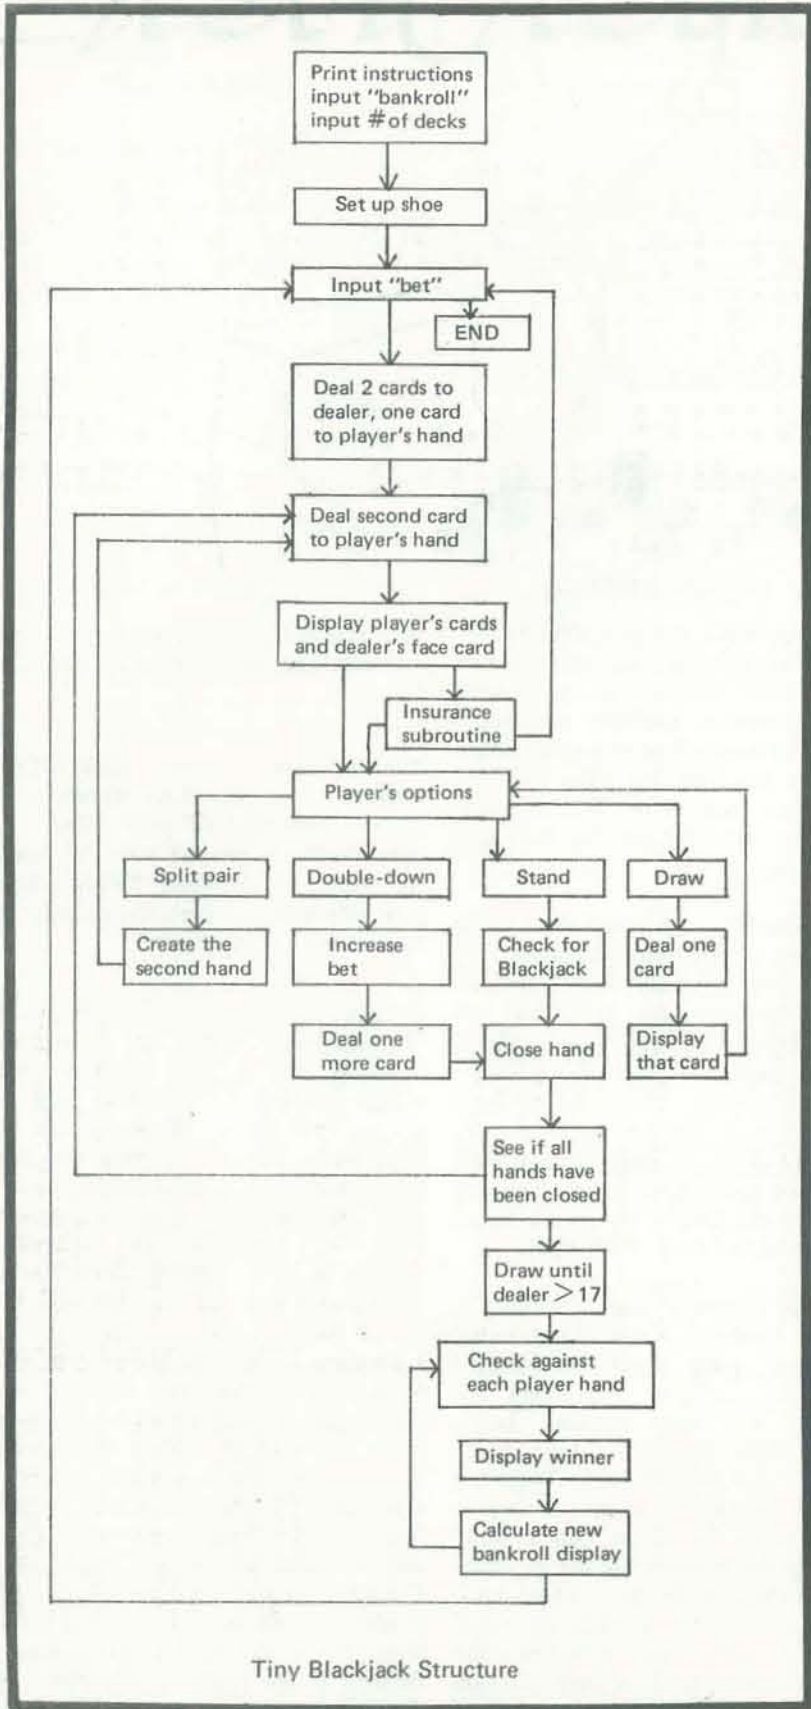 Print instructions
input "bankroll"
input # of decks
Set up shoe
Input "bet"
END
Deal 2 cards to
dealer, one card
to player's hand
Deal second card
to player's hand
Display player's cards
and dealer's face card
Insurance
subroutine
Player's options
Split pair
Double-down
Stand
Draw
Create the
second hand
Increase
bet
Check for
Blackjack
Deal one
card
Deal one
more card
Close hand
Display
that card
See if all
hands have
been closed
Draw until
dealer > 17
Check against
each player hand
Display winner
Calculate new
bankroll display
Tiny Blackjack Structure